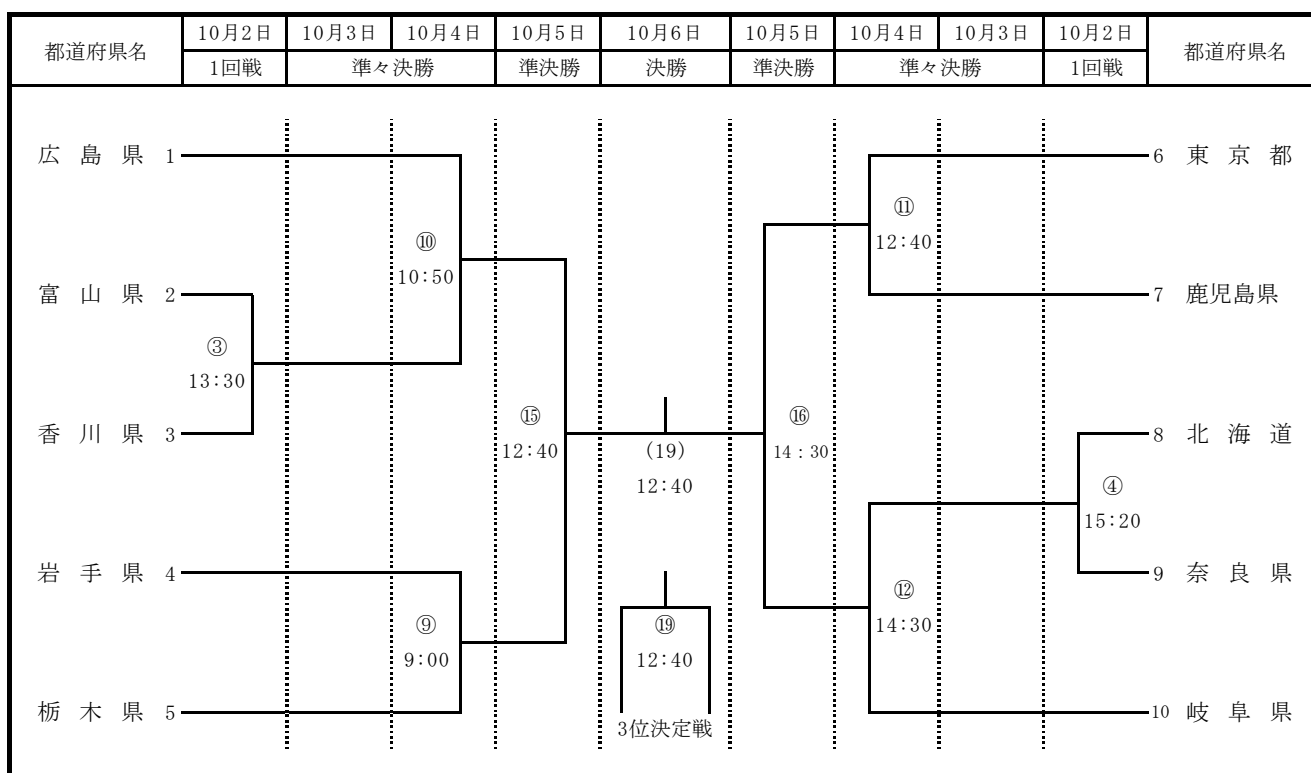 都道府県名 10月2日 10月3日 10月4日 10月5日 10月6日 10月5日 10月4日 10月3日 10月2日 都道府県名
1回戦 準々決勝 準決勝 決勝 準決勝 準々決勝 1回戦
広島県 1 6 東京都
⑩ ⑪
10:50 12:40
富山県 2 7 鹿児島県
③
13:30
⑮ ⑯
香川県 3 8 北海道
12:40 (19) 14:30
12:40 ④
15:20
岩手県 4 9 奈良県
⑫
⑨ ⑲ 14:30
9:00 12:40
栃木県 5 10 岐阜県
3位決定戦